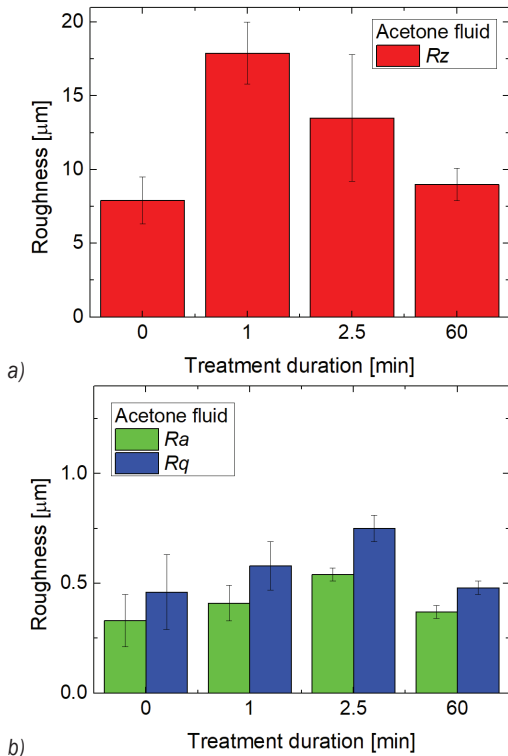 20
15
10
5
0
Roughness [μm]
Acetone fluid
Rz
0 1 2.5 60
Treatment duration [min]
a)
1.0
0.5
0.0
Roughness [μm]
Acetone fluid
Ra
Rq
0 1 2.5 60
Treatment duration [min]
b)